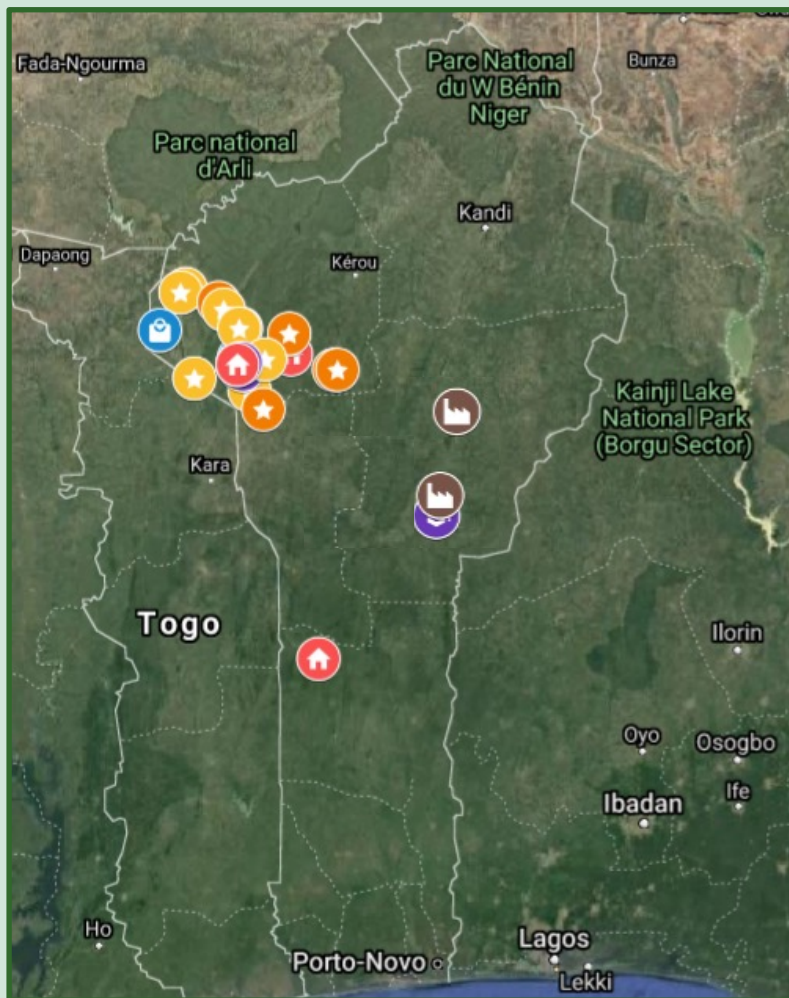 Fada-Ngourma
Parc National
du W Bénin
Niger
Bunza
Parc national
d'Arli
Kandi
Dapaong
Kérou
Kainji Lake
National Park
(Borgu Sector)
Kara
Togo
Ilorin
Oyo
Osogbo
Ife
Ibadan
Ho
Lagos
Porto-Novo
Lekki